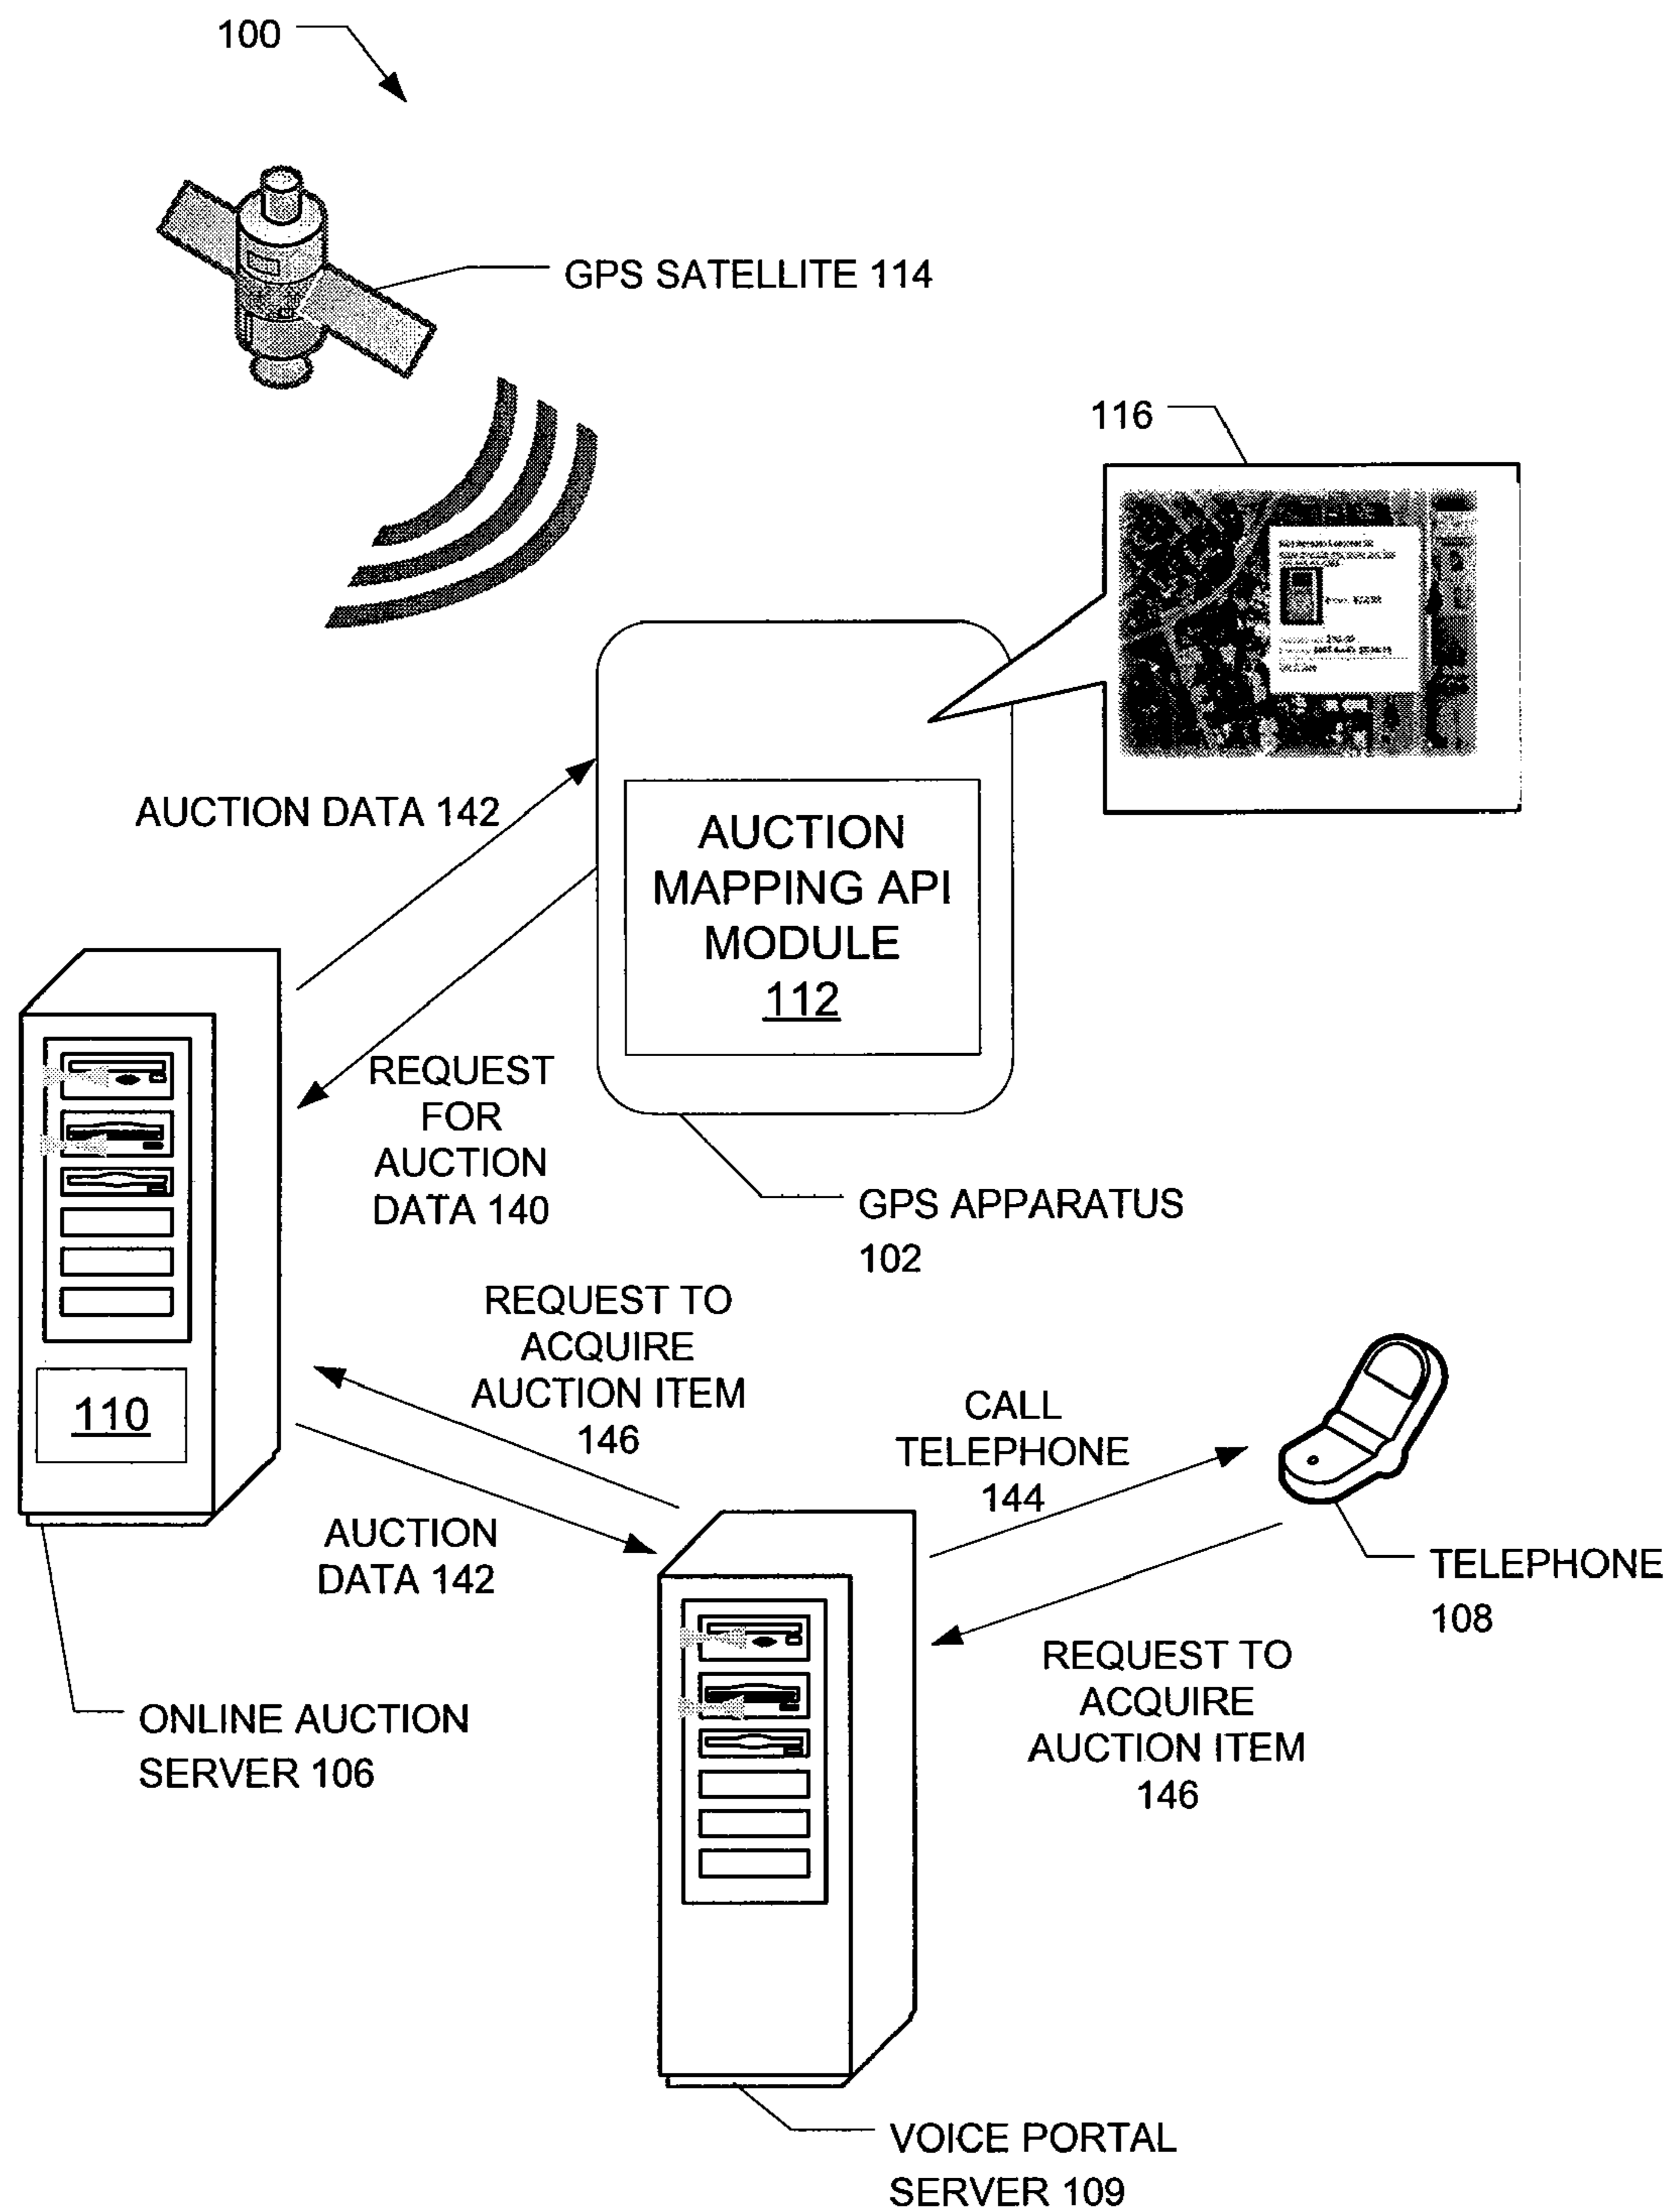 100
GPS SATELLITE 114
116
AUCTION DATA 142
AUCTION
MAPPING API
MODULE
112
REQUEST
FOR
AUCTION
DATA 140
GPS APPARATUS
102
REQUEST TO
ACQUIRE
AUCTION ITEM
146
110
CALL
TELEPHONE
144
AUCTION
DATA 142
TELEPHONE
108
REQUEST TO
ACQUIRE
AUCTION ITEM
146
ONLINE AUCTION
SERVER 106
VOICE PORTAL
SERVER 109